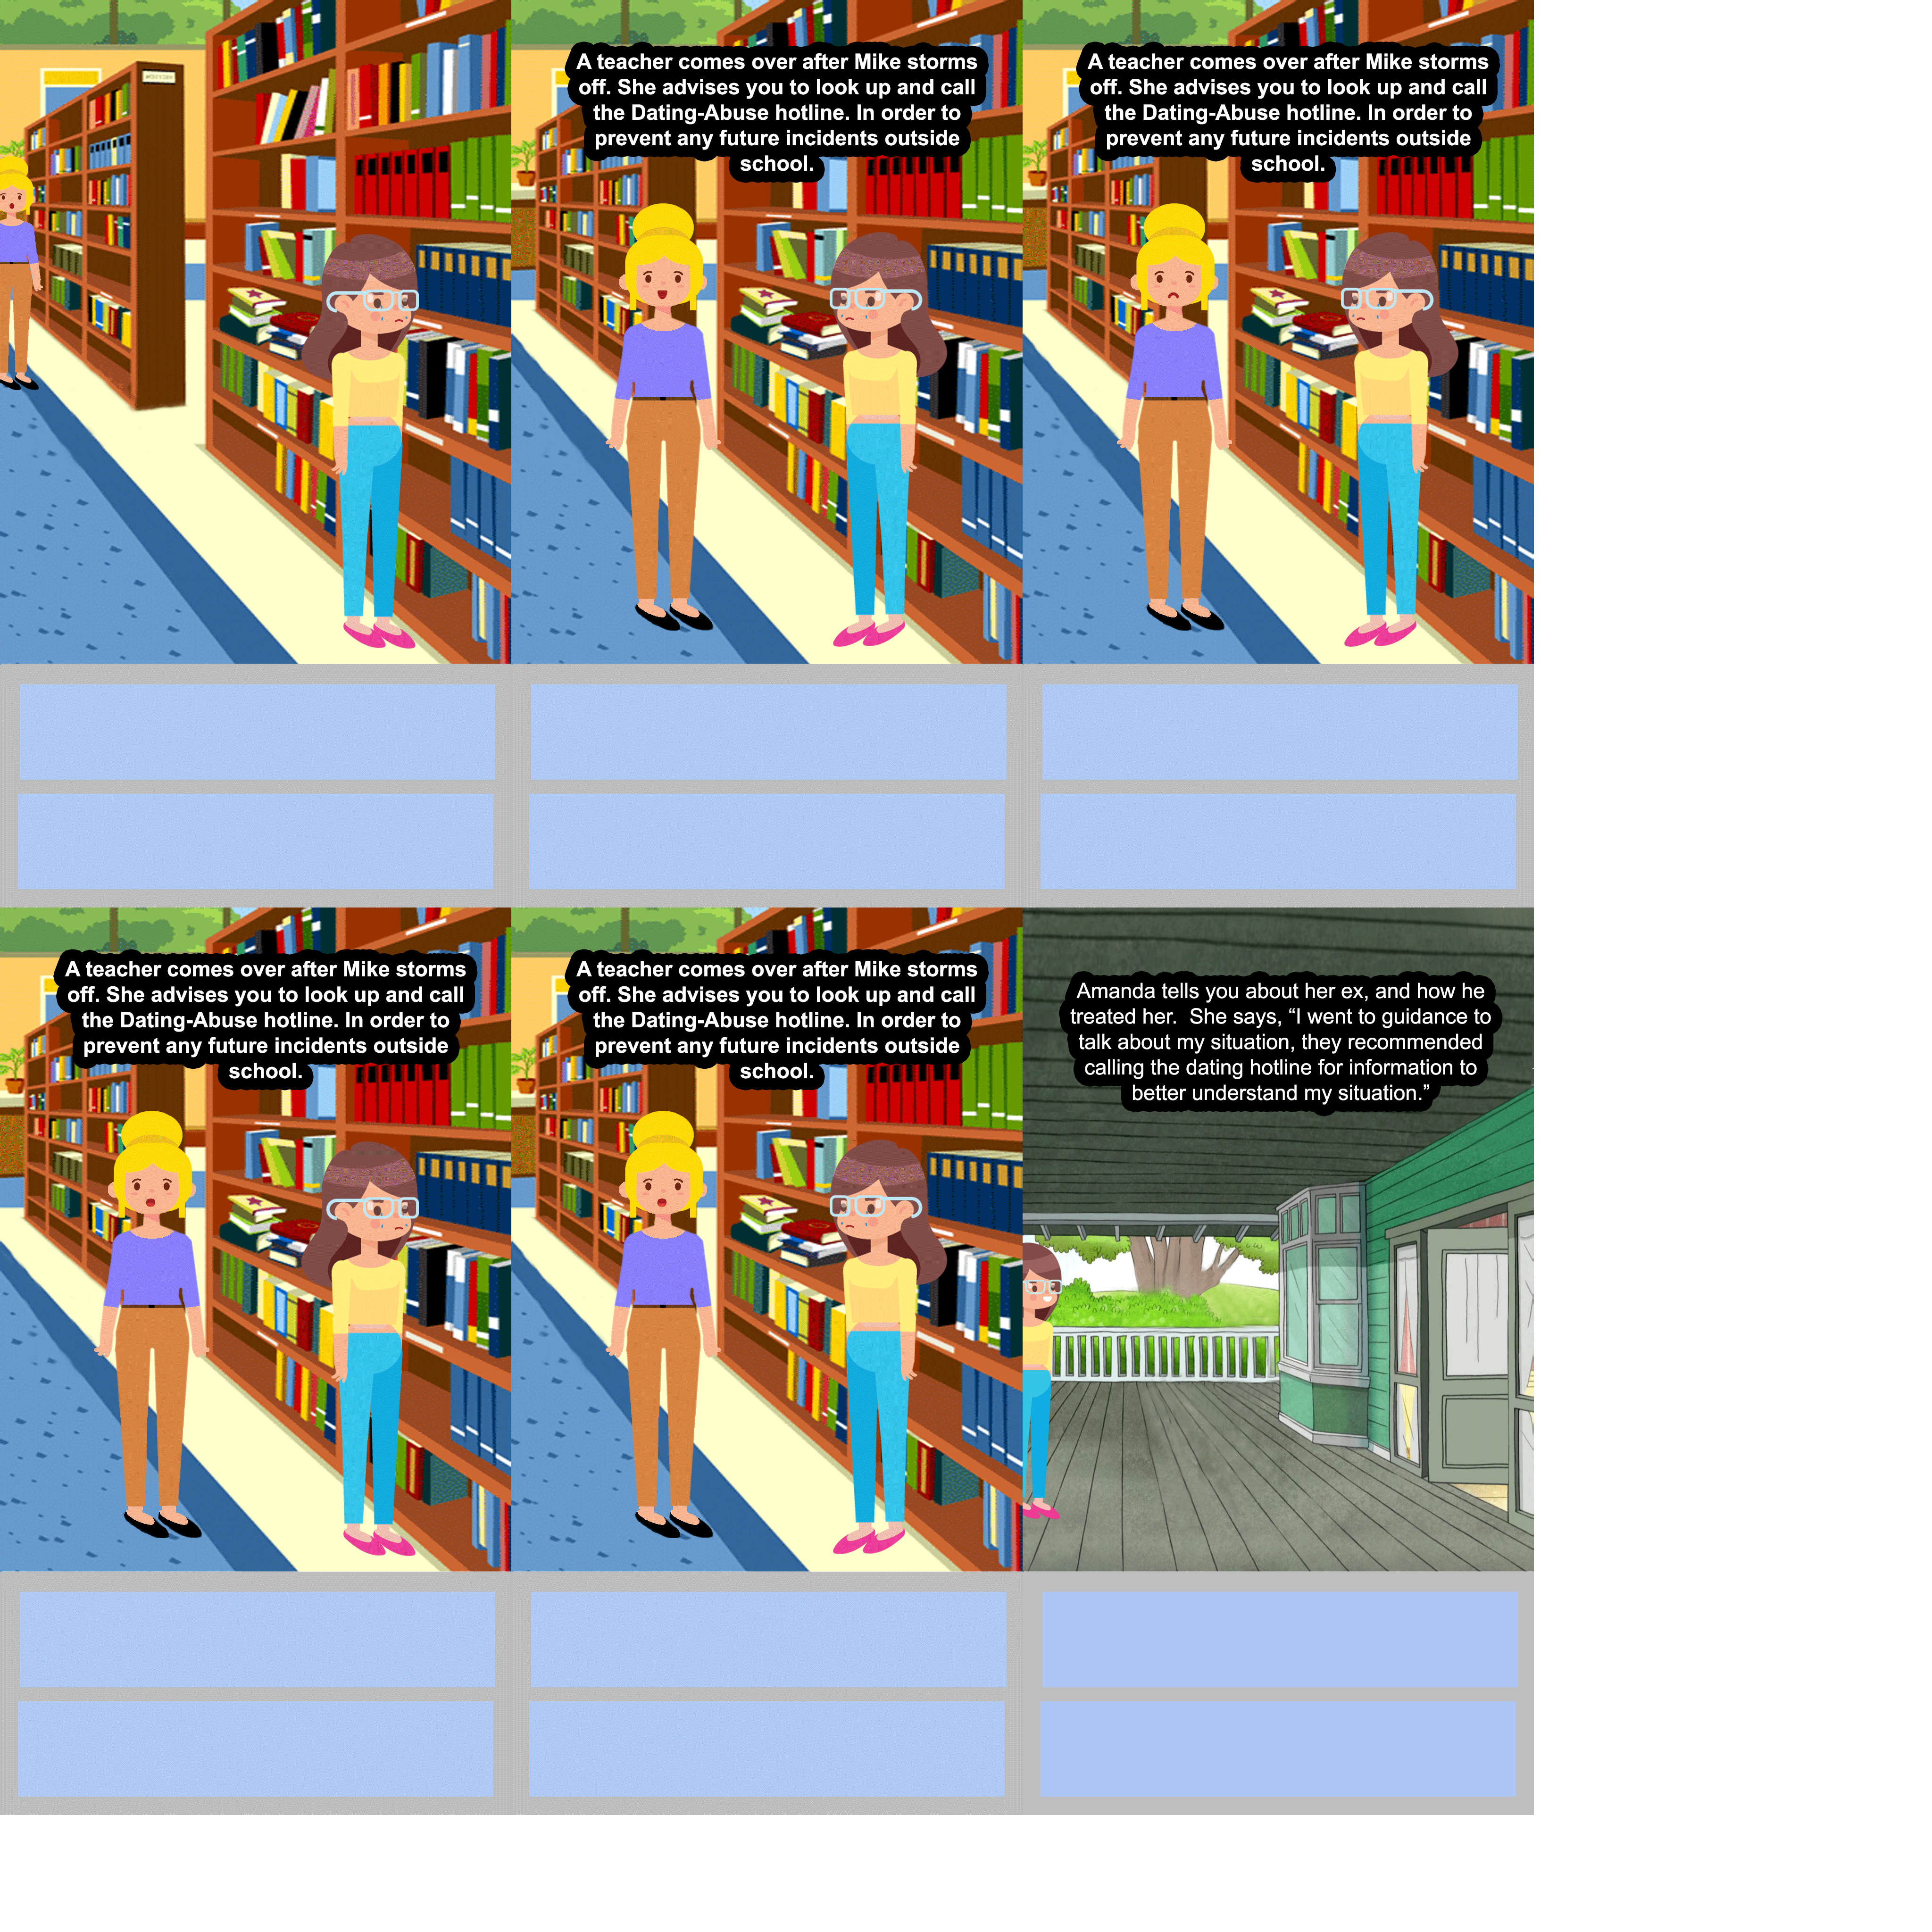 A teacher comes over after Mike storms
off. She advises you to look up and call
the Dating-Abuse hotline. In order to
prevent any future incidents outside
school.
A teacher comes over after Mike storms
off. She advises you to look up and call
the Dating-Abuse hotline. In order to
prevent any future incidents outside
school.
A teacher comes over after Mike storms
off. She advises you to look up and call
the Dating-Abuse hotline. In order to
prevent any future incidents outside
school.
A teacher comes over after Mike storms
off. She advises you to look up and call
the Dating-Abuse hotline. In order to
prevent any future incidents outside
school.
Amanda tells you about her ex, and how he
treated her.  She says, “I went to guidance to
talk about my situation, they recommended
calling the dating hotline for information to
better understand my situation.”